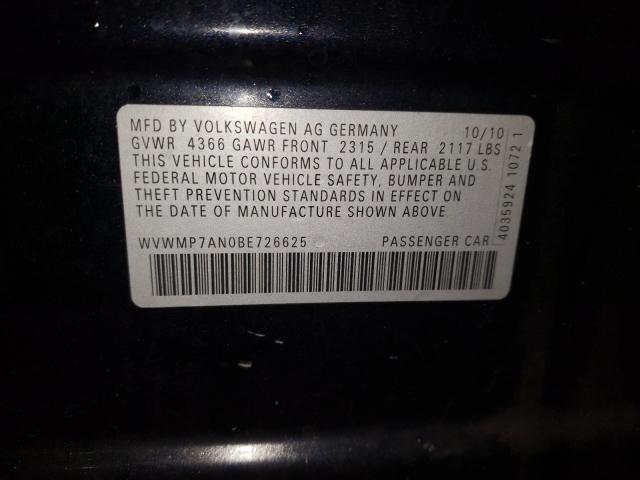 MFD BY VOLKSWAGEN AG GERMANY 10/10
GVWR 4366 GAWR FRONT 2315 / REAR 2117 LBS
THIS VEHICLE CONFORMS TO ALL APPLICABLE U.S.
FEDERAL MOTOR VEHICLE SAFETY, BUMPER AND
THEFT PREVENTION STANDARDS IN EFFECT ON
THE DATE OF MANUFACTURE SHOWN ABOVE.
WVWMP7AN0BE726625 PASSENGER CAR
4035924 1072 1